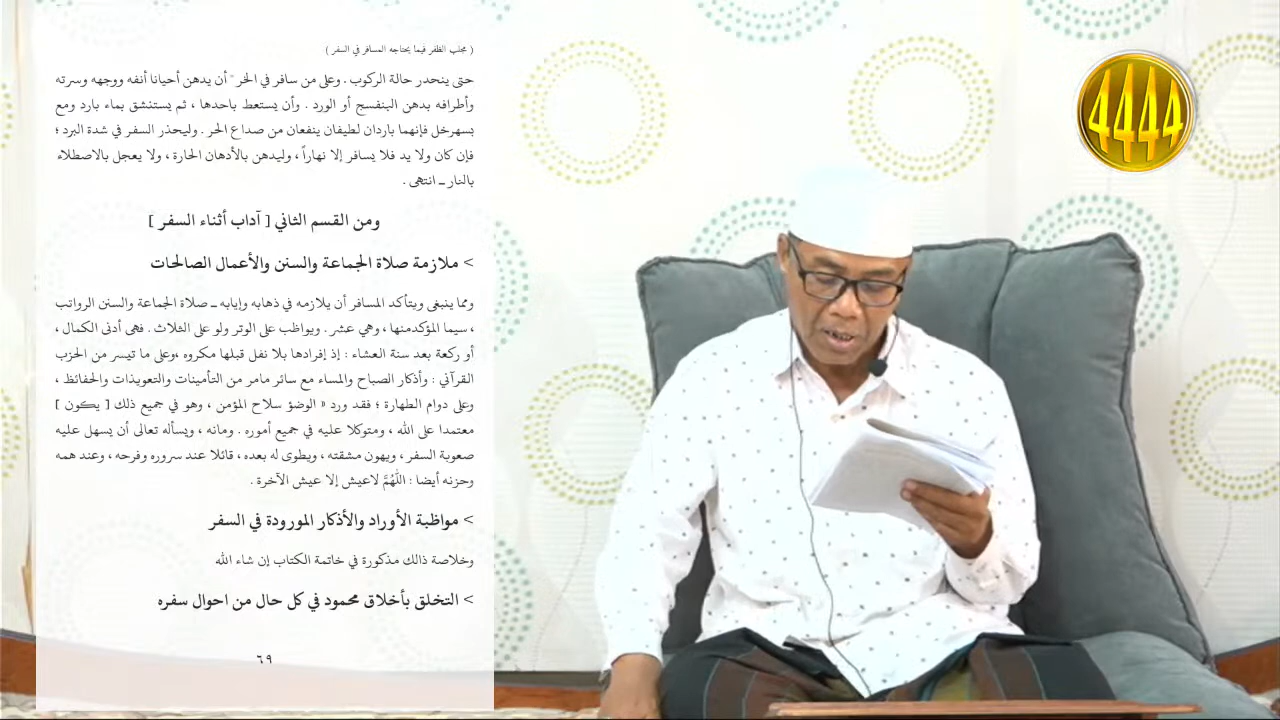 ( مجلب الظفر فيما يحتاجه المسافر في السفر )
حتى ينحدر حالة الركوب . وعلى من سافر في الحر أن يدهن أحيانا أنفه ووجهه وسرته
وأطرافه بدهن البنفسج أر الورد . وأن يستعط باحدها ، ثم يستنشق بماء بارد ومع
بسهرخل فإنهما باردان لطيفان ينفعان من صداع الحر . وليحذر السفر في شدة البرد ؛
فإن كان ولا يد فلا يسافر إلا نهاراً ، وليدهن بالأدهان الحارة ، ولا يعجل بالاصطلاء
بالنار ــ انتهى .
ومن القسم الثاني [ آداب أثناء السفر ]
> ملازمة صلاة الجماعة والسنن والأعمال الصالحات
ومما ينبغى ويتأكد المسافر أن يلازمه في ذهابه وإيابه ــ صلاة الجماعة والسنن الرواتب
، سيما المؤكدمنها ، وهي عشر . ويواظب على الوتر ولو على الثلاث . فهى أدنى الكمال ،
أو ركعة بعد سنة العشاء : إذ إفرادها بلا نفل قبلها مكروه ،وعلى ما تيسر من الحزب
القرآني : وأذكار الصباح والمساء مع سائر مامر من التأمينات والتعويذات والحفائظ ،
وعلى دوام الطهارة ؛ فقد ورد « الوضؤ سلاح المؤمن ، وهو في جميع ذلك [ يكون ]
معتمدا على الله ، ومتوكلا عليه في جميع أموره . ومانه ، ويسأله تعالى أن يسهل عليه
صعوبة السفر ، ويهون مشقته ، ويطوى له بعده ، قائلا عند سروره وفرحه ، وعند همه
وحزنه أيضا : اللّٰهُمَّ لاعيش إلا عيش الآخرة .
> مواظبة الأوراد والأذكار المورودة في السفر
وخلاصة ذالك مذكورة في خاتمة الكتاب إن شاء الله
> التخلق بأخلاق محمود في كل حال من احوال سفره
٦٩
4444